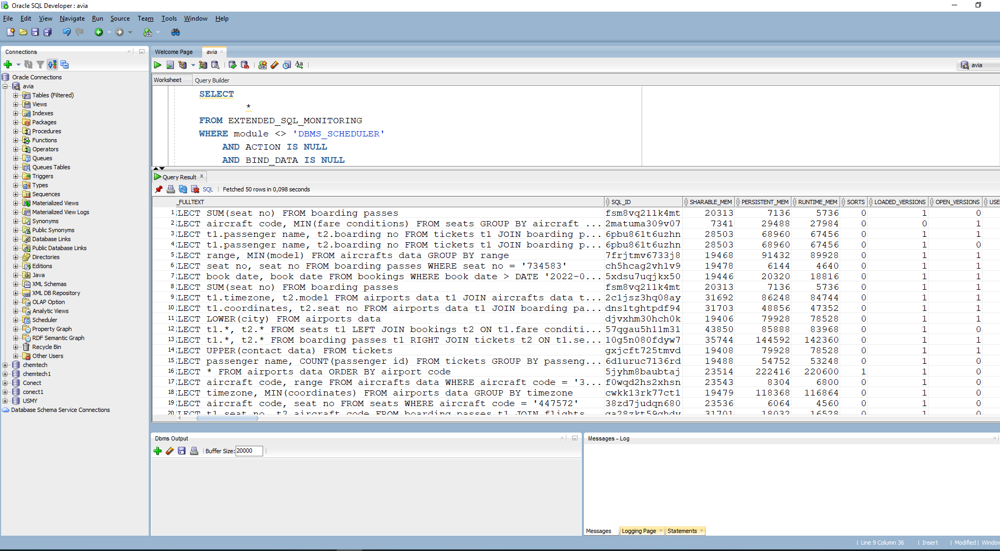 Oracle SQL Developer : avia
File Edit View Navigate Run Source Team Tools Window Help
Connections
Oracle Connections
avia
Tables (Filtered)
Views
Indexes
Packages
Procedures
Functions
Operators
Queues
Queues Tables
Triggers
Types
Sequences
Materialized Views
Materialized View Logs
Synonyms
Public Synonyms
Database Links
Public Database Links
Directories
Editions
Java
XML Schemas
XML DB Repository
OLAP Option
Analytic Views
Scheduler
Property Graph
RDF Semantic Graph
Recycle Bin
Other Users
chemtech
chemtech1
Conect
conect1
USMY
Database Schema Service Connections
Welcome Page avia
avia
Worksheet Query Builder
SELECT
*
FROM EXTENDED_SQL_MONITORING
WHERE module <> 'DBMS_SCHEDULER'
AND ACTION IS NULL
AND BIND_DATA IS NULL
Query Result
SQL | Fetched 50 rows in 0,098 seconds
_FULLTEXT SQL_ID SHARABLE_MEM PERSISTENT_MEM RUNTIME_MEM SORTS LOADED_VERSIONS OPEN_VERSIONS USE
1 LECT SUM(seat no) FROM boarding passes fsm8vq211k4mt 20313 7136 5736 0 1 0
2 LECT aircraft code, MIN(fare conditions) FROM seats GROUP BY aircraft ... 2matuma309v07 7341 29488 27984 0 0 1
3 LECT t1.passenger name, t2.boarding no FROM tickets t1 JOIN boarding p... 6pbu861t6uzhn 28503 68960 67456 0 1 1
4 LECT t1.passenger name, t2.boarding no FROM tickets t1 JOIN boarding p... 6pbu861t6uzhn 28503 68960 67456 0 1 0
5 LECT range, MIN(model) FROM aircrafts data GROUP BY range 7frjtmv6733j8 19468 91432 89928 0 1 1
6 LECT seat no, seat no FROM boarding passes WHERE seat no = '734583' ch5hcag2vh1v9 19478 6144 4640 0 1 1
7 LECT book date, book date FROM bookings WHERE book date > DATE '2022-0... 5xdsu7uqjkx50 19446 20320 18816 0 1 1
8 LECT SUM(seat no) FROM boarding passes fsm8vq211k4mt 20313 7136 5736 0 1 1
9 LECT t1.timezone, t2.model FROM airports data t1 JOIN aircrafts data t... 2c1jsz3hq08ay 31692 86248 84744 0 1 1
10 LECT t1.coordinates, t2.seat no FROM airports data t1 JOIN boarding pa... dns1tghtpdf94 31703 48856 47352 0 1 1
11 LECT LOWER(city) FROM airports data djvxhm30hch0k 19406 79928 78528 0 1 1
12 LECT t1.*, t2.* FROM seats t1 LEFT JOIN bookings t2 ON t1.fare conditi... 57qgau5h11m31 43850 85888 83968 0 1 0
13 LECT t1.*, t2.* FROM boarding passes t1 RIGHT JOIN tickets t2 ON t1.se... 10g5n080fdyw7 35744 144592 142360 0 1 1
14 LECT UPPER(contact data) FROM tickets gxjcft725tmvd 19408 79928 78528 0 1 1
15 LECT passenger name, COUNT(passenger id) FROM tickets GROUP BY passeng... 6d1uruc7136rd 19488 54752 53248 0 1 0
16 LECT * FROM airports data ORDER BY airport code 5jyhm8baubtaj 23514 222416 220600 1 1 0
17 LECT aircraft code, range FROM aircrafts data WHERE aircraft code = '3... f0wqd2hs2xhsn 23543 8304 6800 0 1 0
18 LECT timezone, MIN(coordinates) FROM airports data GROUP BY timezone cwkk13rk77ct1 19479 118368 116864 0 1 1
19 LECT aircraft code, seat no FROM seats WHERE aircraft code = '447572' 38zd7judqn680 23536 6064 4560 0 1 1
20 LECT t1.seat no, t2.aircraft code FROM boarding passes t1 JOIN flights 31701 18032 16528 0 1 0
Dbms Output
Buffer Size: 20000
Messages - Log
Messages Logging Page Statements
| Line 9 Column 36 | Insert | Modified | Window